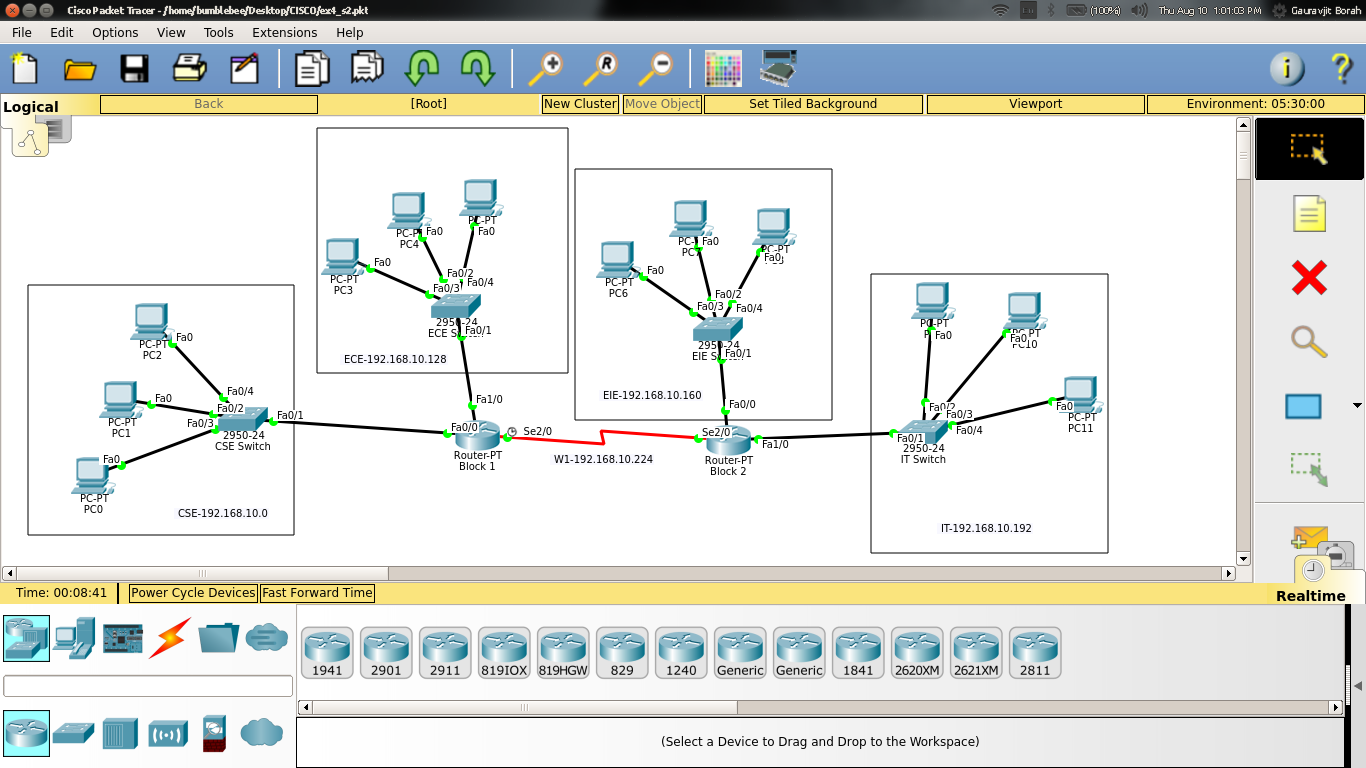 Cisco Packet Tracer - /home/bumblebee/Desktop/CISCO/ex4_s2.pkt
(100%) Thu Aug 10 1:01:03 PM Gauravjit Borah
File Edit Options View Tools Extensions Help
Logical Back [Root] New Cluster Move Object Set Tiled Background Viewport Environment: 05:30:00
PC-PT
PC2
Fa0
PC-PT
PC1
Fa0
PC-PT
PC0
Fa0
Fa0/4
Fa0/2
Fa0/3
Fa0/1
2950-24
CSE Switch
CSE-192.168.10.0
PC-PT
PC3
Fa0
PC4
Fa0
PC-PT
Fa0
Fa0/2
Fa0/3
Fa0/4
2950-24
ECE
Fa0/1
ECE-192.168.10.128
Fa1/0
Fa0/0
Se2/0
Router-PT
Block 1
W1-192.168.10.224
PC-PT
PC6
Fa0
Fa0
PC-PT
Fa0
Fa0/2
Fa0/3
Fa0/4
EIE
Fa0/1
EIE-192.168.10.160
Fa0/0
Se2/0
Fa1/0
Router-PT
Block 2
PC-PT
Fa0
PC10
Fa0
PC-PT
PC11
Fa0
Fa0/2
Fa0/3
Fa0/4
Fa0/1
2950-24
IT Switch
IT-192.168.10.192
Time: 00:08:41 Power Cycle Devices Fast Forward Time Realtime
1941 2901 2911 819IOX 819HGW 829 1240 Generic Generic 1841 2620XM 2621XM 2811
(Select a Device to Drag and Drop to the Workspace)